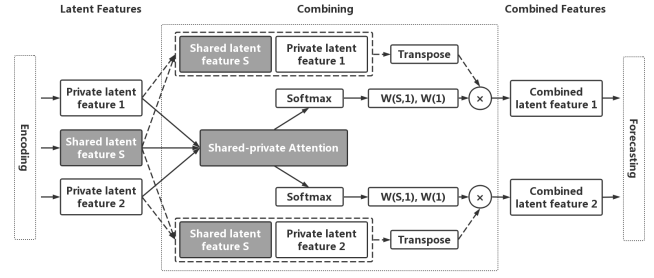 Latent Features
Combining
Combined Features
Encoding
Private latent
feature 1
Shared latent
feature S
Private latent
feature 2
Shared latent
feature S
Private latent
feature 1
Transpose
Softmax
W(S,1), W(1)
×
Shared-private Attention
Softmax
W(S,1), W(1)
×
Shared latent
feature S
Private latent
feature 2
Transpose
Combined
latent feature 1
Combined
latent feature 2
Forecasting